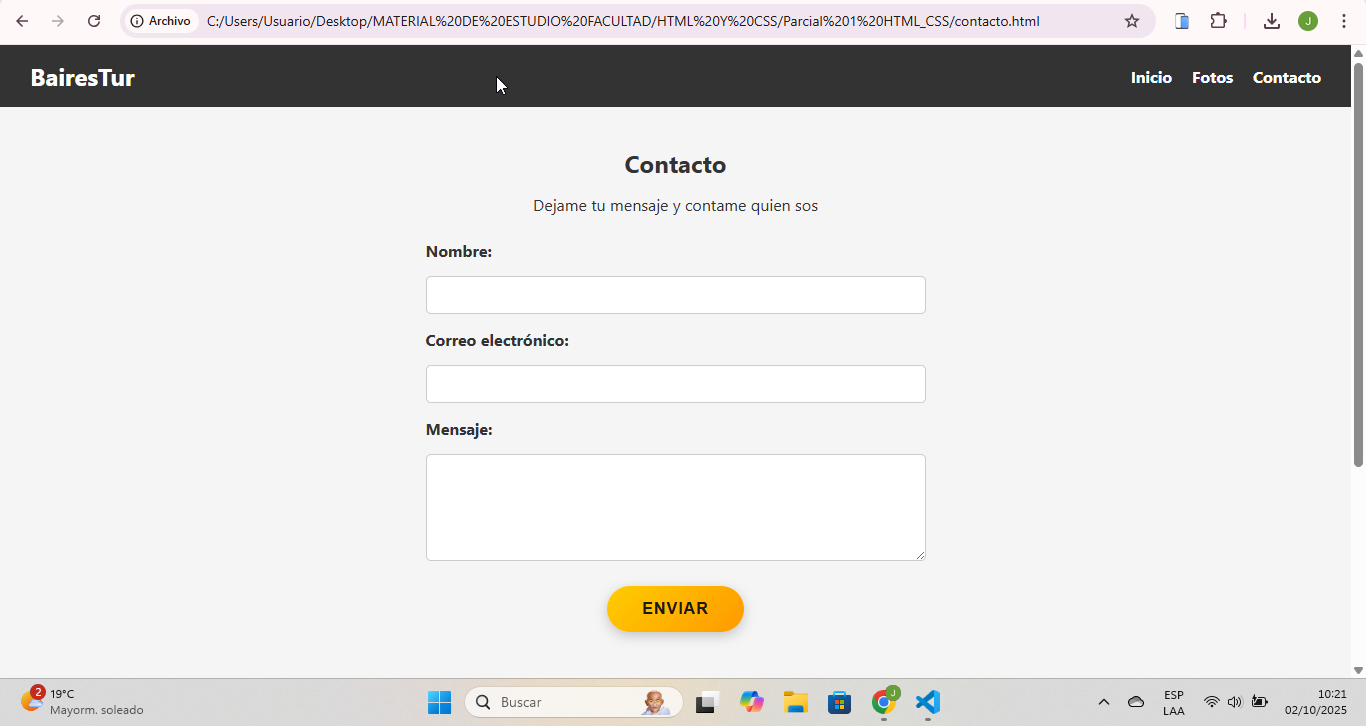 Archivo C:/Users/Usuario/Desktop/MATERIAL%20DE%20ESTUDIO%20FACULTAD/HTML%20Y%20CSS/Parcial%201%20HTML_CSS/contacto.html J
BairesTur Inicio Fotos Contacto
Contacto
Dejame tu mensaje y contame quien sos
Nombre:
Correo electrónico:
Mensaje:
ENVIAR
2 19°C
Mayorm. soleado
Buscar
J
ESP
LAA
10:21
02/10/2025